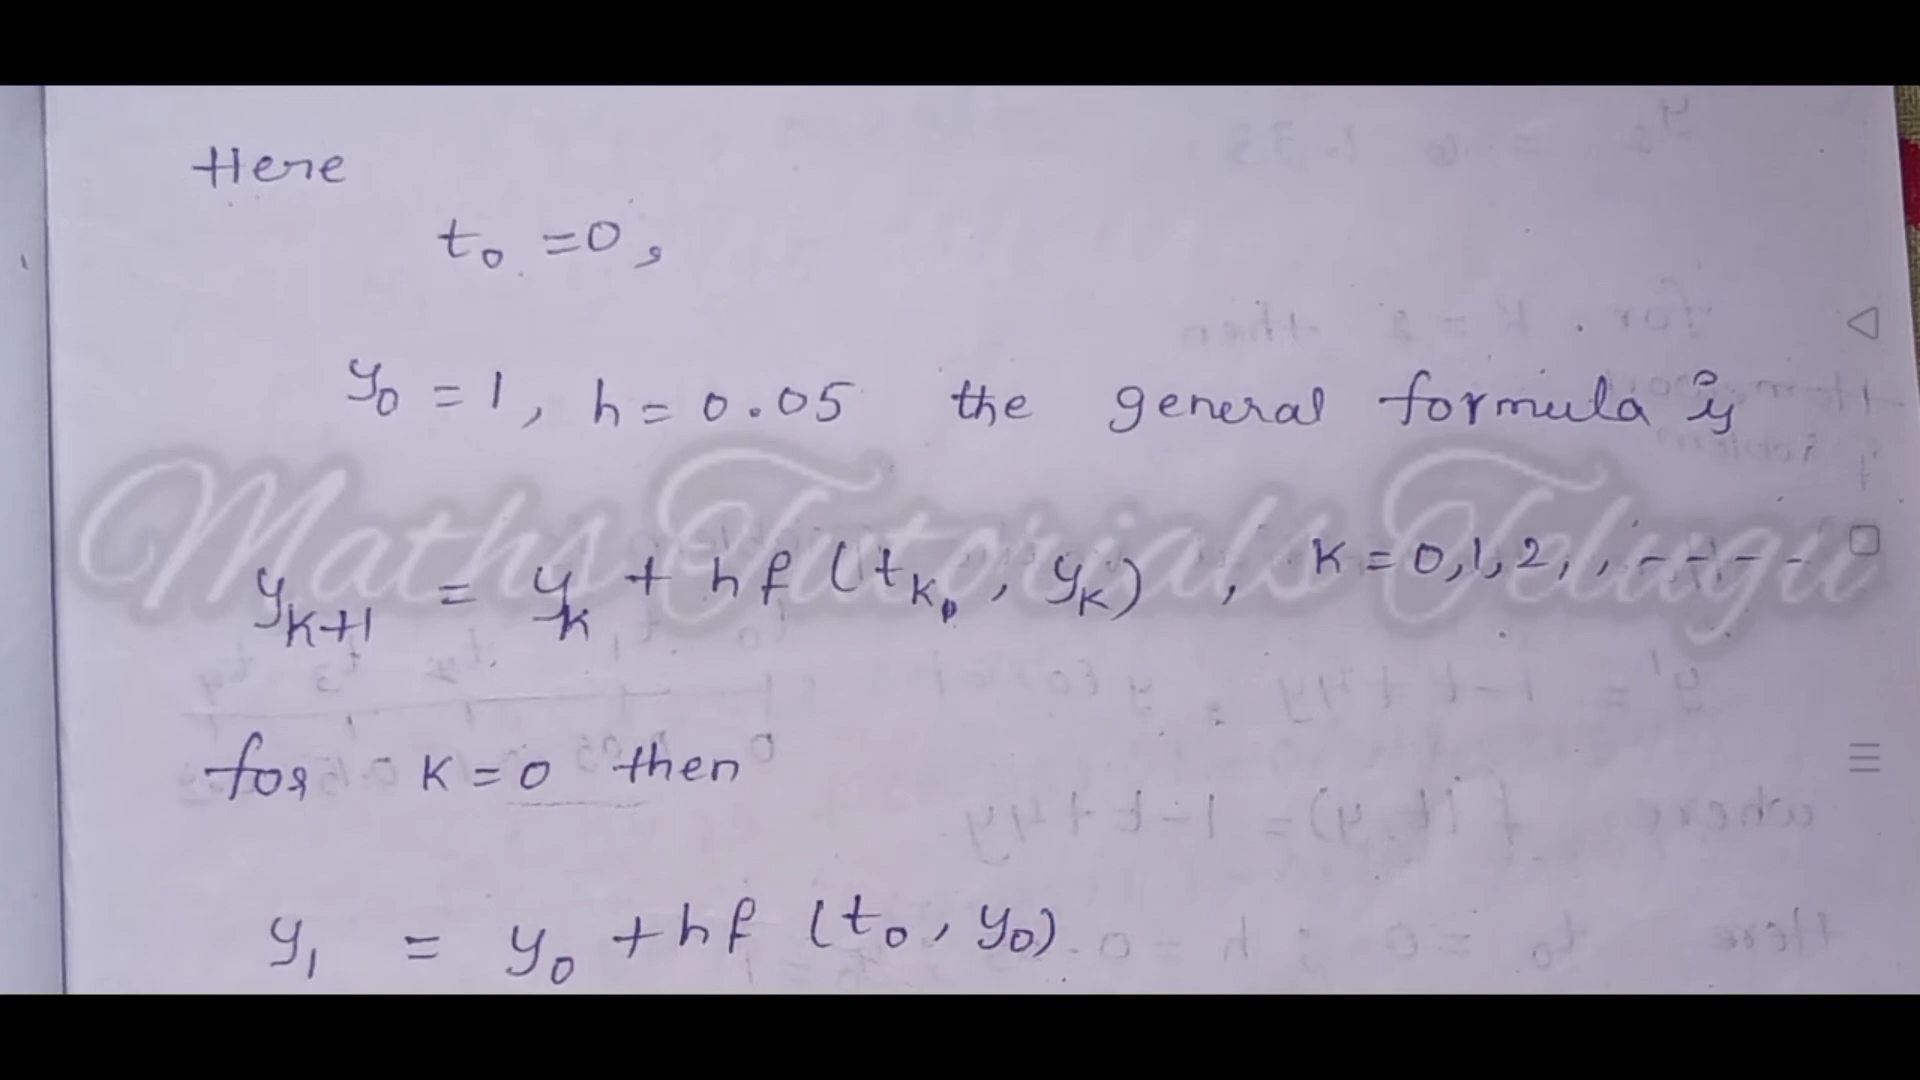 Here
t₀ = 0,
y₀ = 1, h = 0.05 the general formula is
Maths Tutorials Telugu
y_{K+1} = y_K + hf (t_K, y_K), K = 0,1,2, - - - -
for K = 0 then
y₁ = y₀ + hf (t₀, y₀)